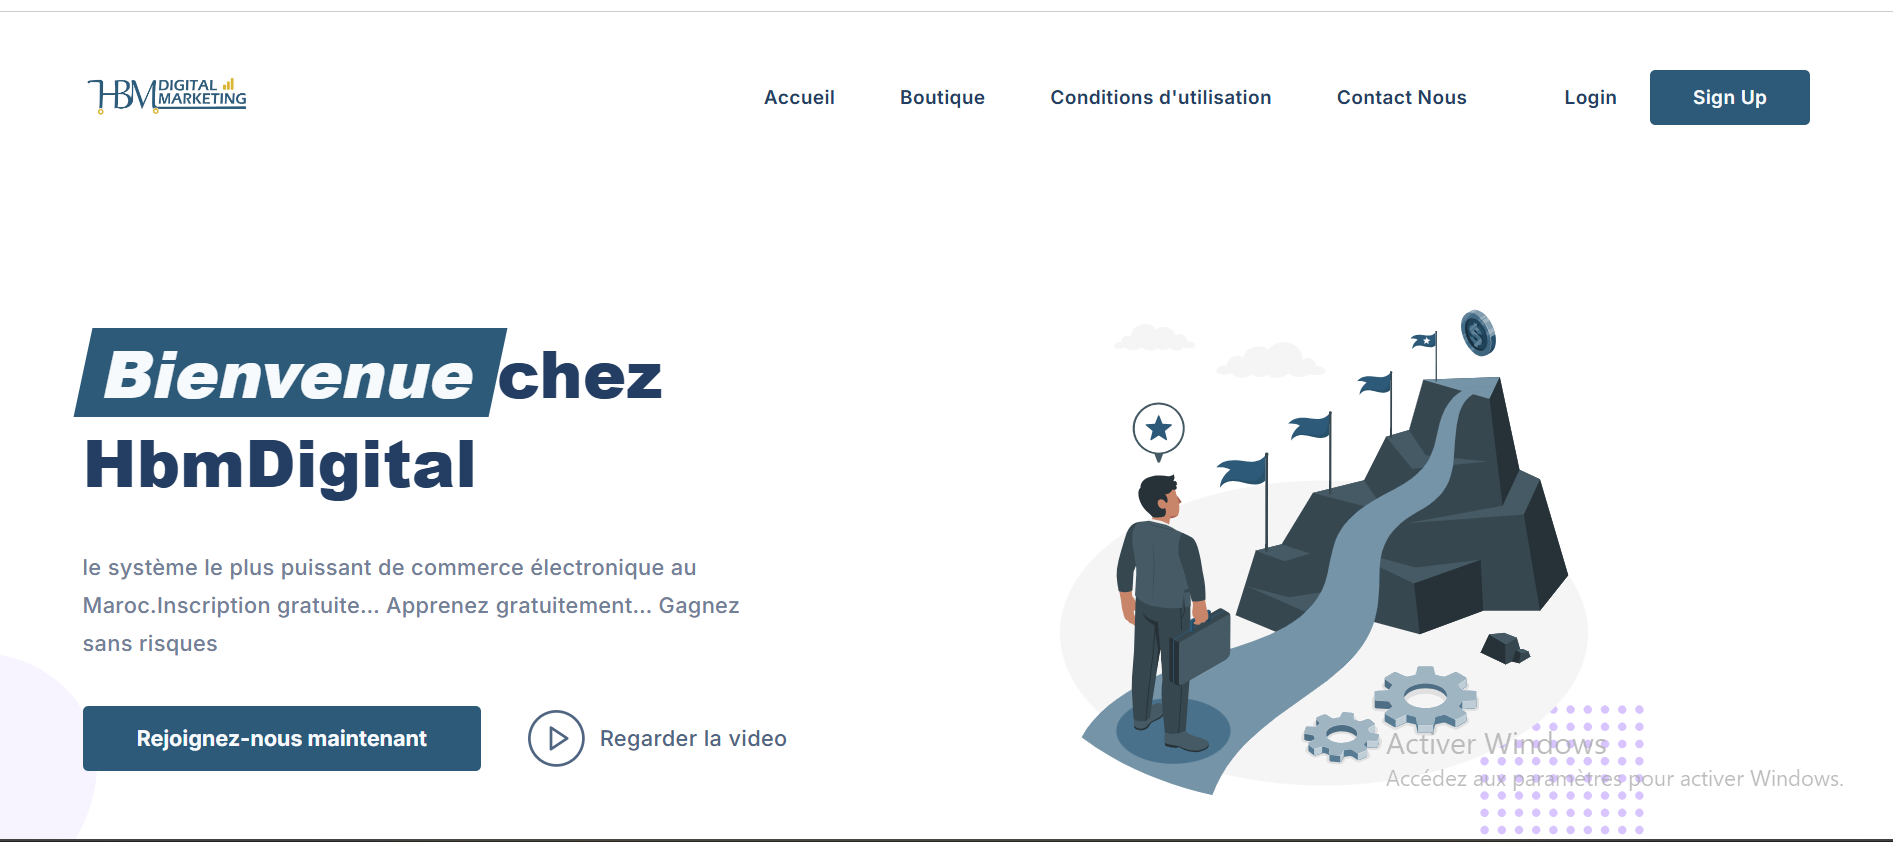 HBM DIGITAL
MARKETING
Accueil
Boutique
Conditions d'utilisation
Contact Nous
Login
Sign Up
Bienvenue chez
HbmDigital
le système le plus puissant de commerce électronique au
Maroc.Inscription gratuite... Apprenez gratuitement... Gagnez
sans risques
Rejoignez-nous maintenant
Regarder la video
$
Activer Windows
Accédez aux paramètres pour activer Windows.